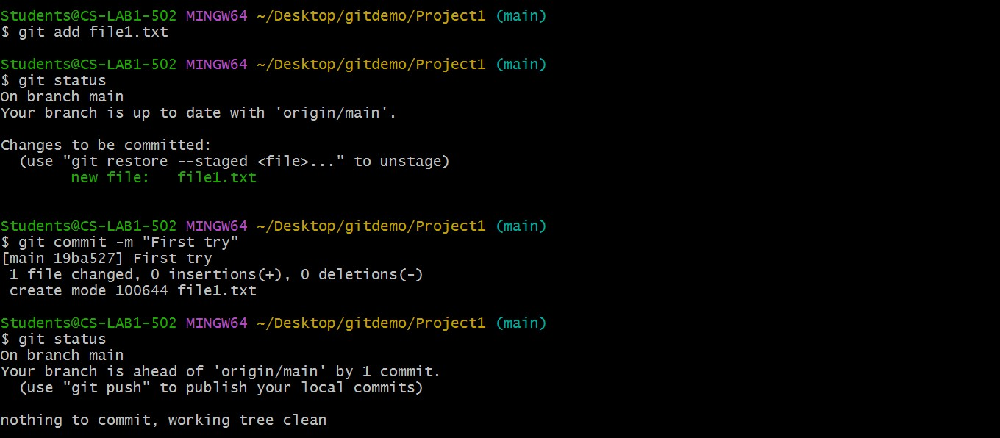 Students@CS-LAB1-502 MINGW64 ~/Desktop/gitdemo/Project1 (main)
$ git add file1.txt
Students@CS-LAB1-502 MINGW64 ~/Desktop/gitdemo/Project1 (main)
$ git status
On branch main
Your branch is up to date with 'origin/main'.
Changes to be committed:
  (use "git restore --staged <file>..." to unstage)
        new file:   file1.txt
Students@CS-LAB1-502 MINGW64 ~/Desktop/gitdemo/Project1 (main)
$ git commit -m "First try"
[main 19ba527] First try
 1 file changed, 0 insertions(+), 0 deletions(-)
 create mode 100644 file1.txt
Students@CS-LAB1-502 MINGW64 ~/Desktop/gitdemo/Project1 (main)
$ git status
On branch main
Your branch is ahead of 'origin/main' by 1 commit.
  (use "git push" to publish your local commits)
nothing to commit, working tree clean